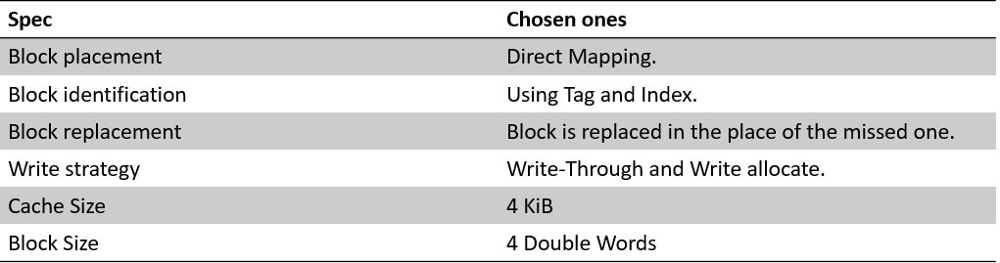 Spec Chosen ones
Block placement Direct Mapping.
Block identification Using Tag and Index.
Block replacement Block is replaced in the place of the missed one.
Write strategy Write-Through and Write allocate.
Cache Size 4 KiB
Block Size 4 Double Words